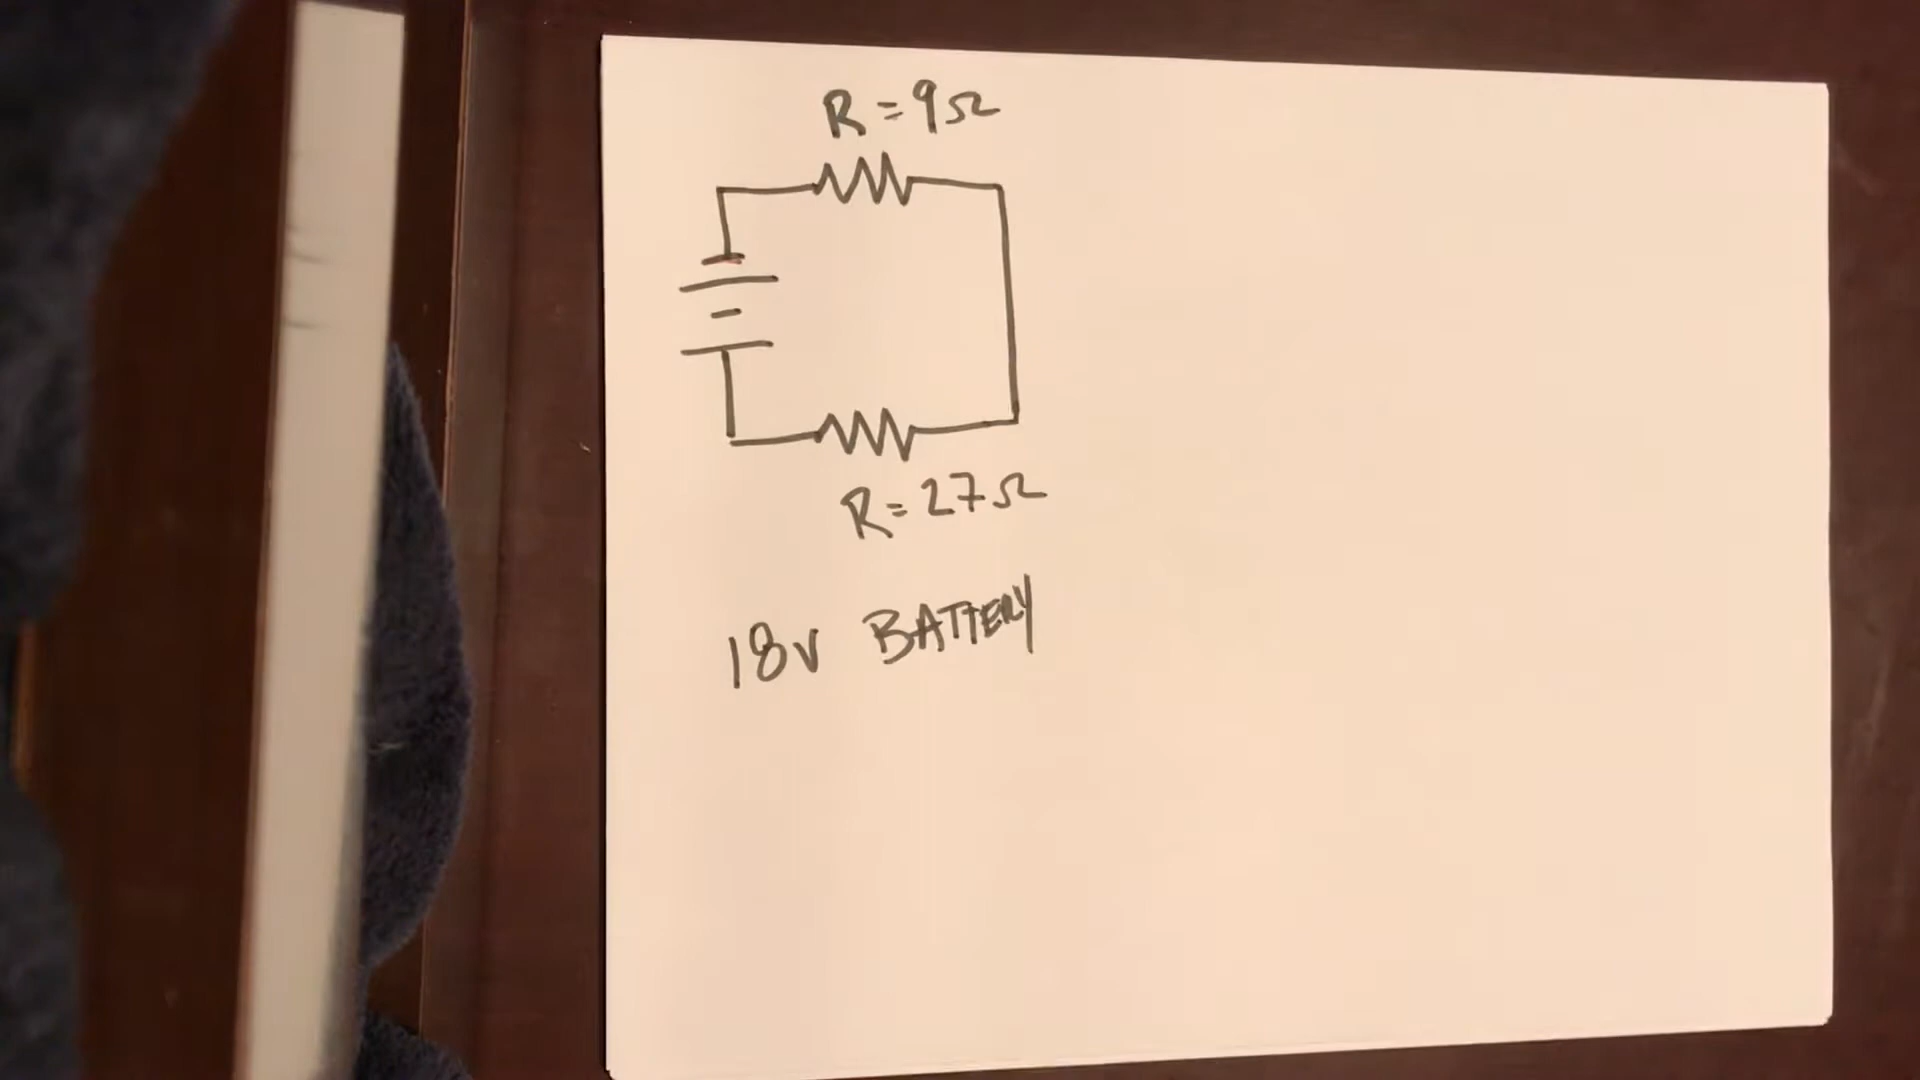 R = 9Ω
R = 27Ω
18v BATTERY